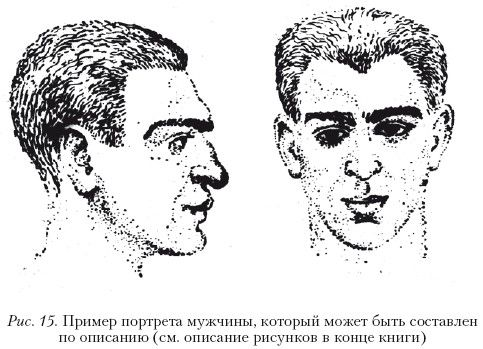 Рис. 15. Пример портрета мужчины, который может быть составлен
по описанию (см. описание рисунков в конце книги)